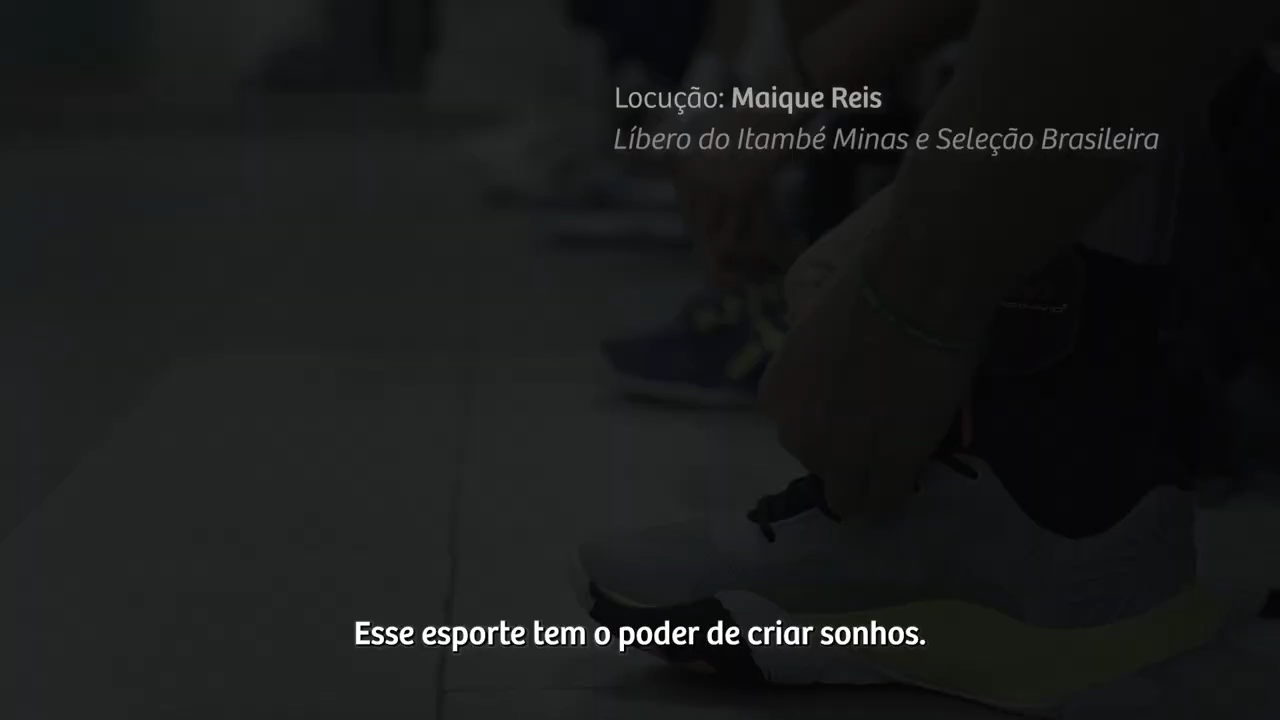 Locução: Maique Reis
Líbero do Itambé Minas e Seleção Brasileira
Esse esporte tem o poder de criar sonhos.